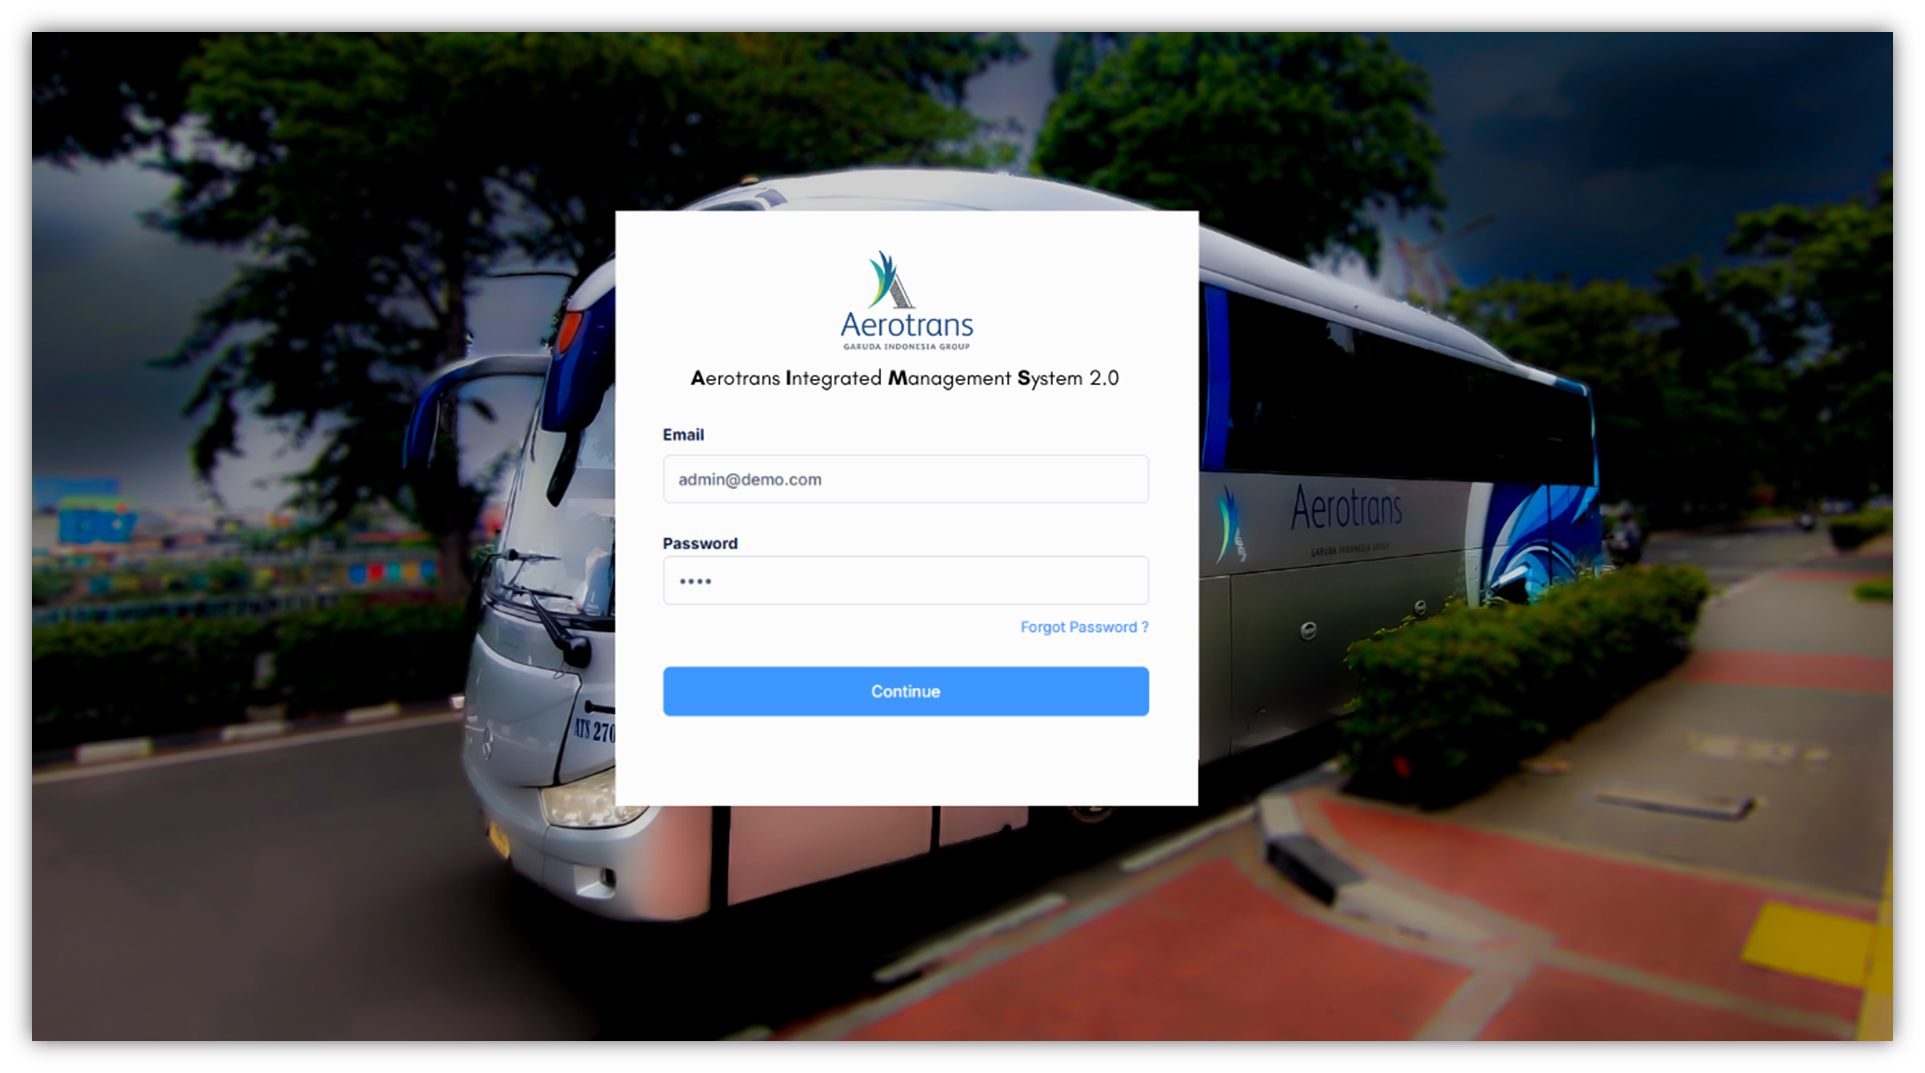 Aerotrans
GARUDA INDONESIA GROUP
Aerotrans Integrated Management System 2.0
Email
admin@demo.com
Password
••••
Forgot Password ?
Continue
Aerotrans
GARUDA INDONESIA GROUP
ATS 270